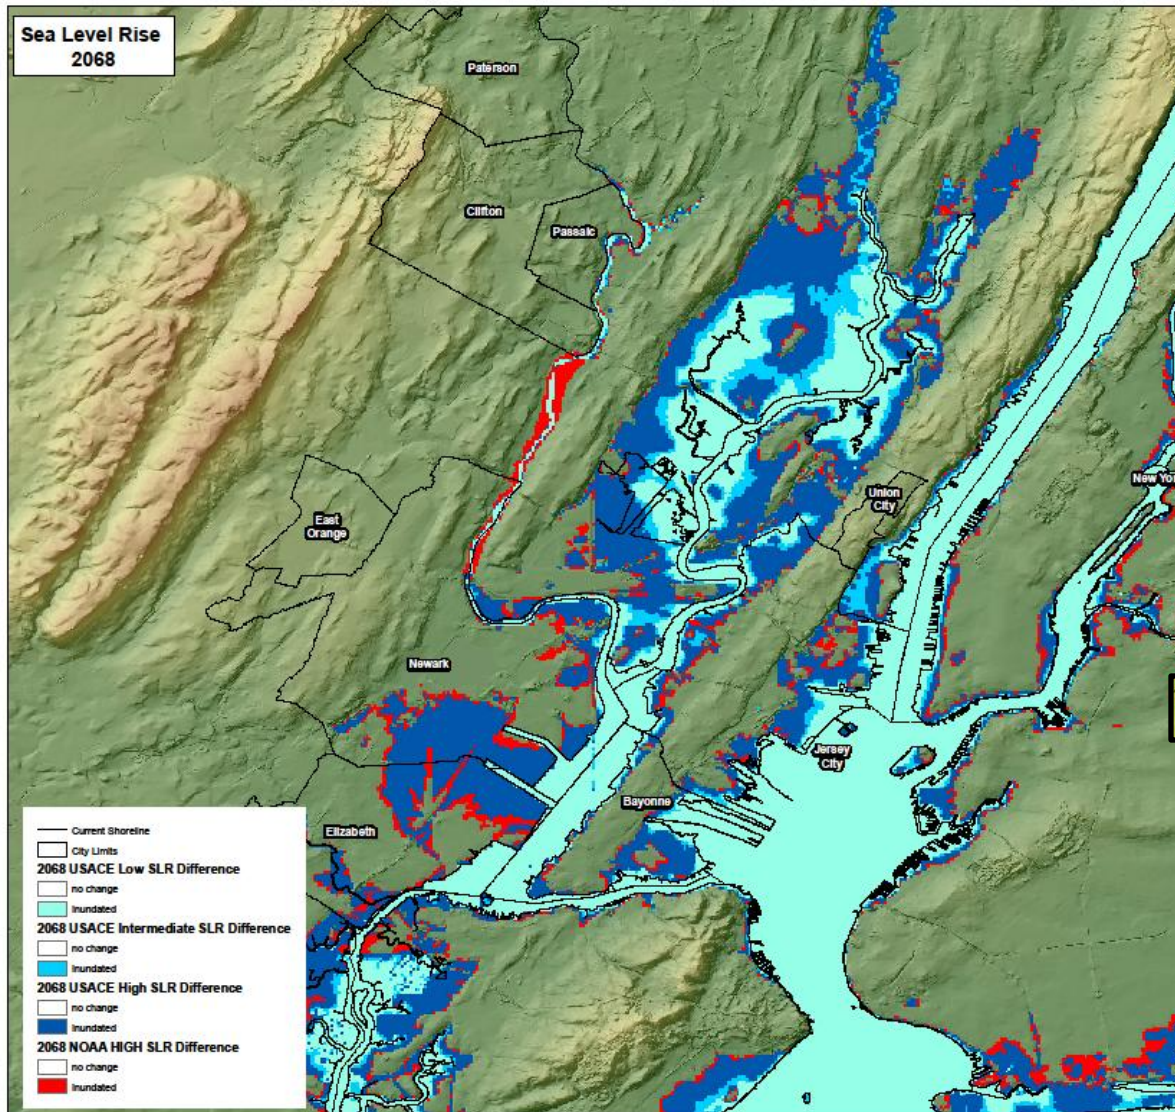 Sea Level Rise
2068
Paterson
Clifton
Passaic
Union
City
New Yor
East
Orange
Newark
Jersey
City
Bayonne
Elizabeth
Current Shoreline
City Limits
2068 USACE Low SLR Difference
no change
Inundated
2068 USACE Intermediate SLR Difference
no change
Inundated
2068 USACE High SLR Difference
no change
Inundated
2068 NOAA HIGH SLR Difference
no change
Inundated